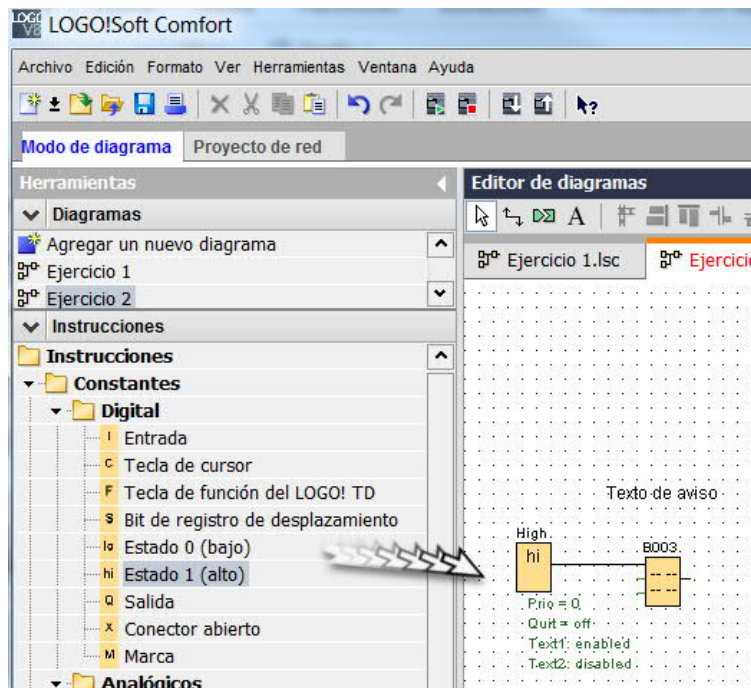 LOGO!Soft Comfort
Archivo Edición Formato Ver Herramientas Ventana Ayuda
Modo de diagrama Proyecto de red
Herramientas
Diagramas
Agregar un nuevo diagrama
Ejercicio 1
Ejercicio 2
Instrucciones
Instrucciones
Constantes
Digital
I Entrada
C Tecla de cursor
F Tecla de función del LOGO! TD
S Bit de registro de desplazamiento
lo Estado 0 (bajo)
hi Estado 1 (alto)
Q Salida
X Conector abierto
M Marca
Analógicos
Editor de diagramas
A
Ejercicio 1.lsc Ejercicio
Texto de aviso
High
hi
B003
Prio = 0
Quit = off
Text1: enabled
Text2: disabled